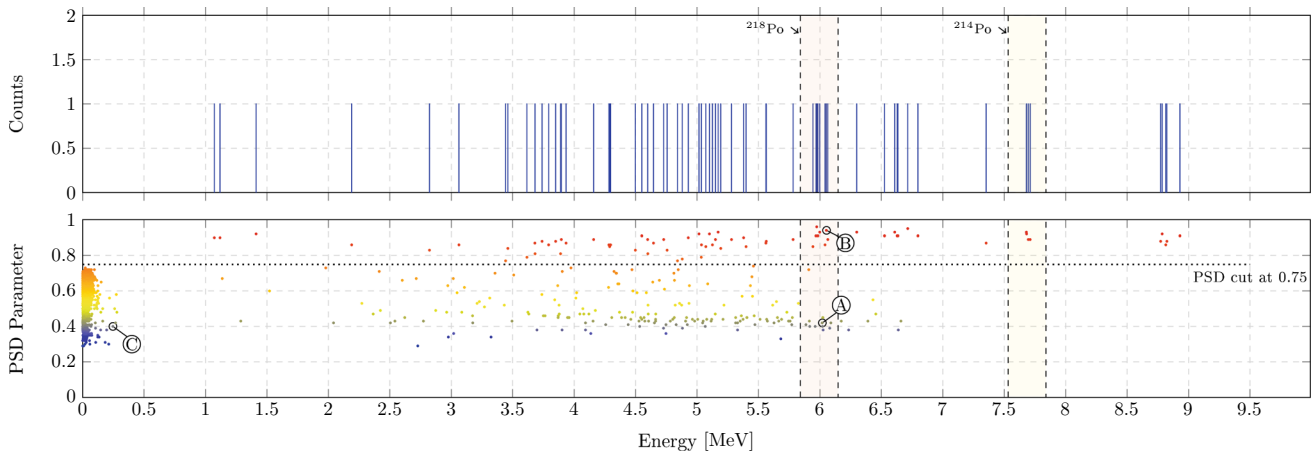 2
1.5
1
0.5
0
Counts
²¹⁸Po
²¹⁴Po
1
0.8
0.6
0.4
0.2
0
PSD Parameter
B
A
C
PSD cut at 0.75
0 0.5 1 1.5 2 2.5 3 3.5 4 4.5 5 5.5 6 6.5 7 7.5 8 8.5 9 9.5
Energy [MeV]